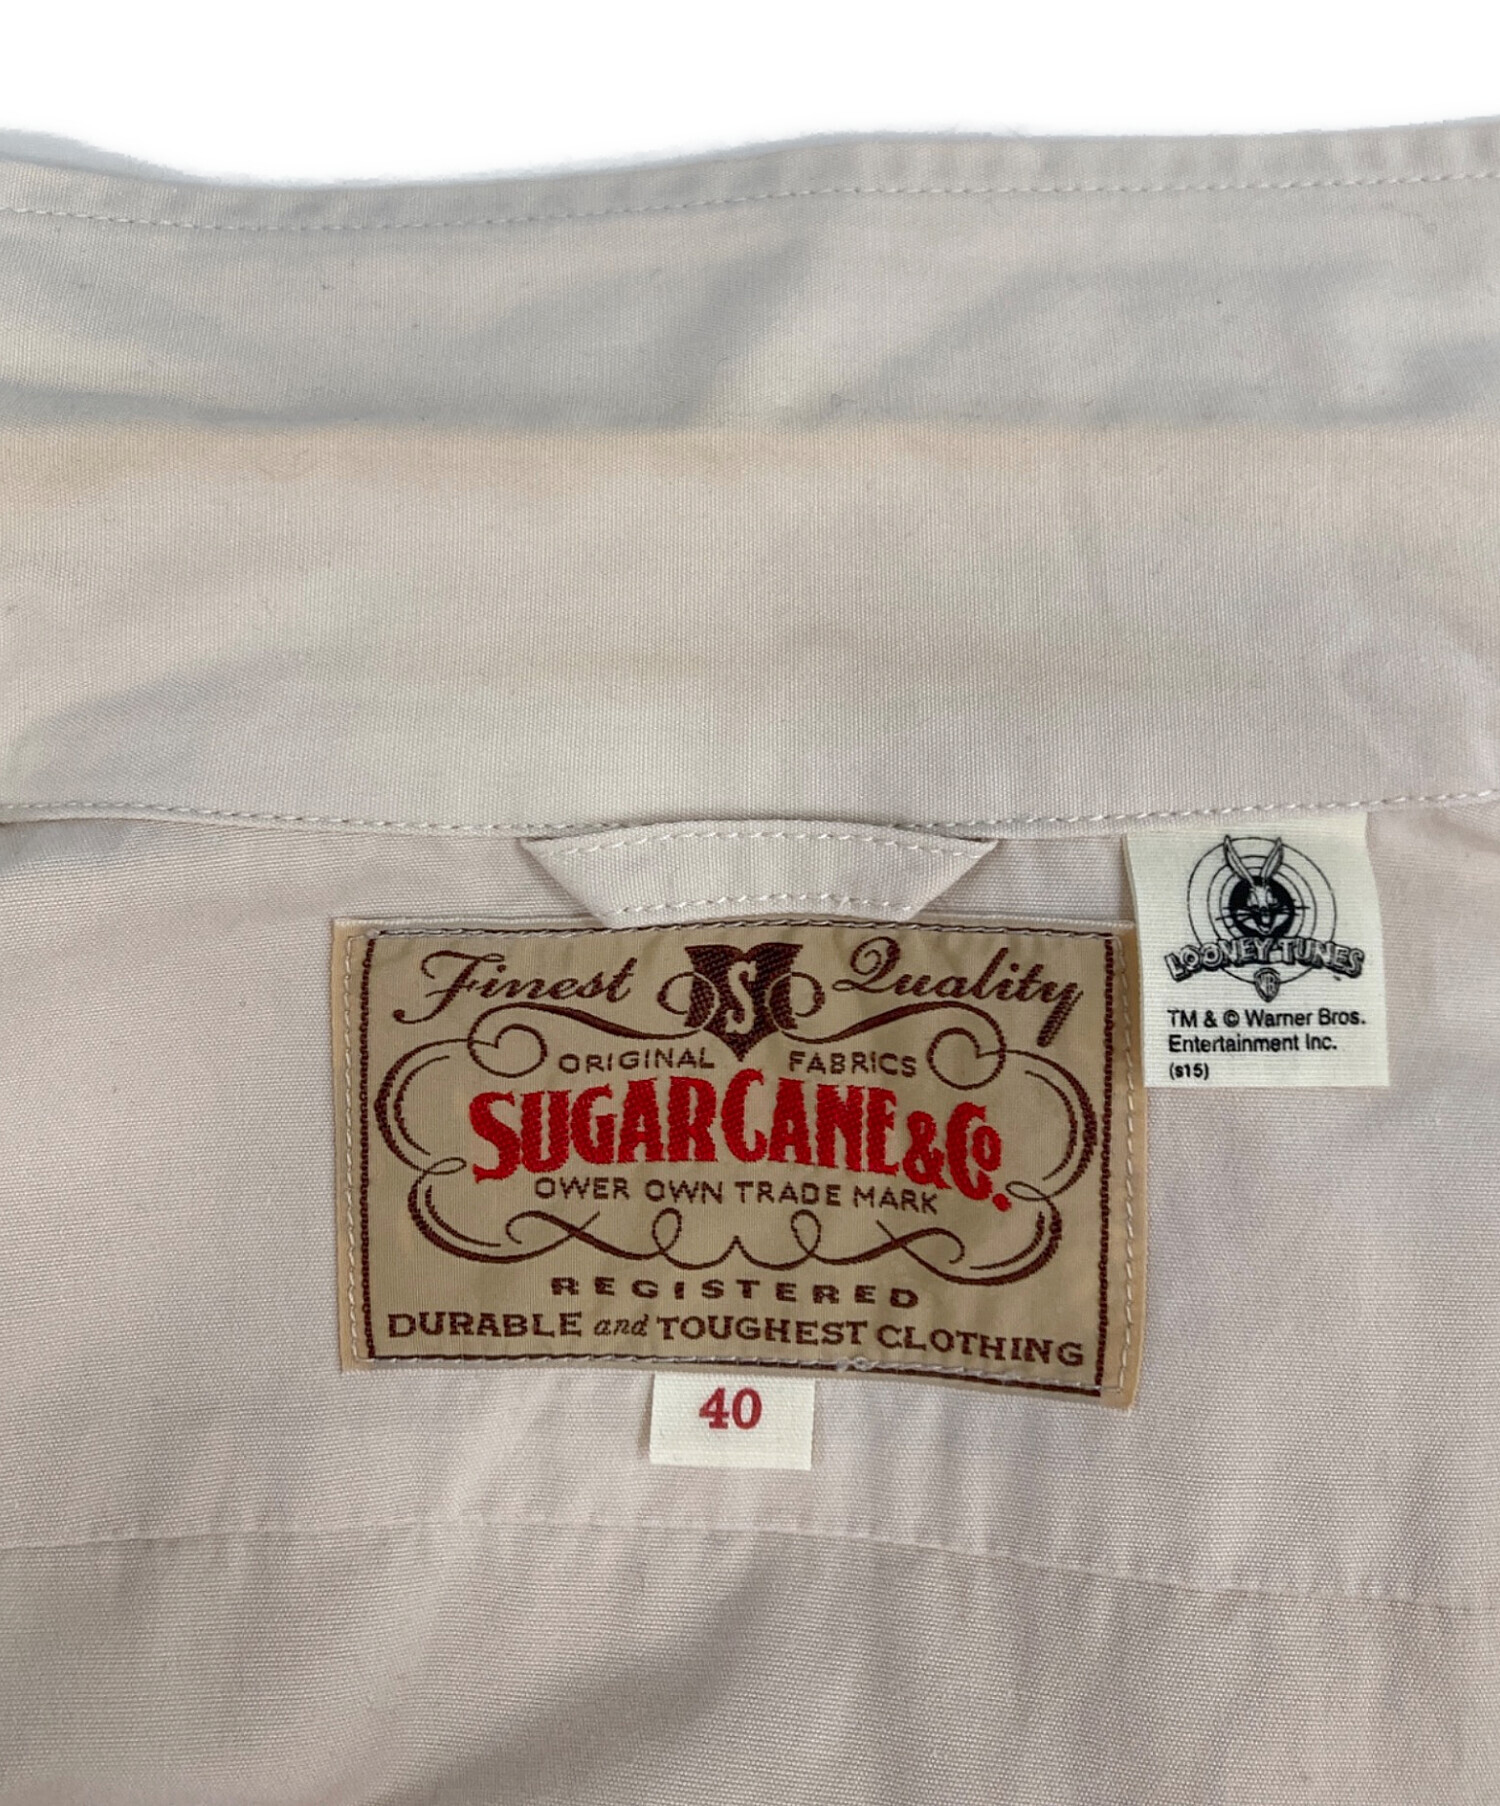 Finest S Quality
ORIGINAL FABRICS
SUGAR CANE & Co.
OWER OWN TRADE MARK
REGISTERED
DURABLE and TOUGHEST CLOTHING
40
LOONEY TUNES
WB
TM & © Warner Bros.
Entertainment Inc.
(s15)